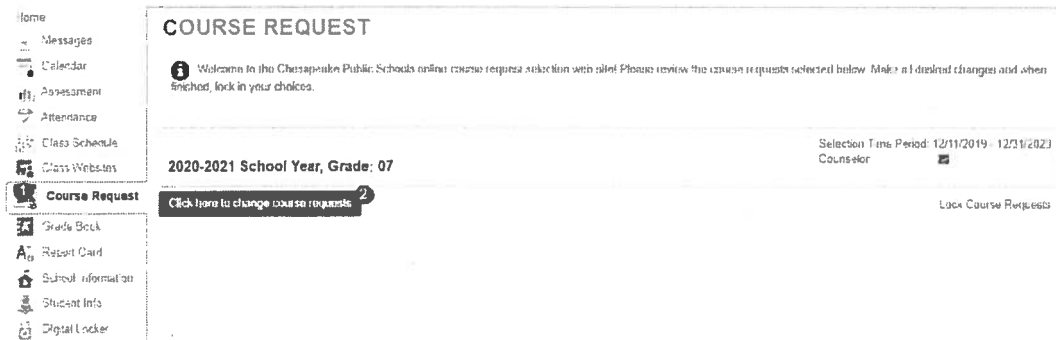 Home
Messages
Calendar
Assessment
Attendance
Class Schedule
Class Websites
1
Course Request
Grade Book
Report Card
School Information
Student Info
Digital Locker
COURSE REQUEST
Welcome to the Chesapeake Public Schools online course request selection web site! Please review the course requests selected below. Make all desired changes and when
finished, lock in your choices.
2020-2021 School Year, Grade: 07
Selection Time Period: 12/11/2019 - 12/31/2020
Counselor
Click here to change course requests
2
Lock Course Requests